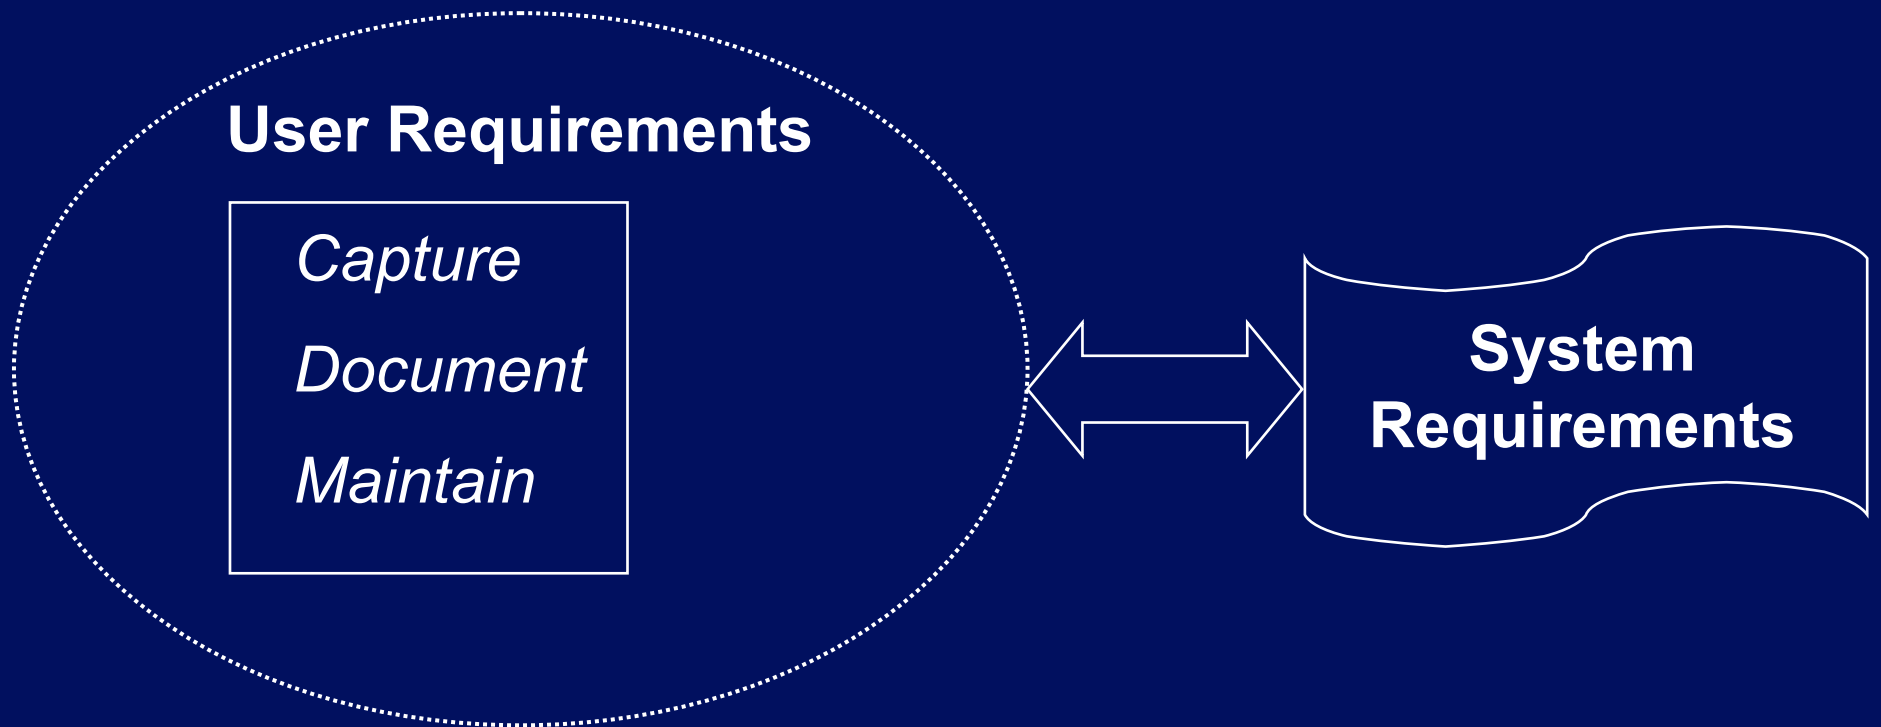 User Requirements
Capture
Document
Maintain
System
Requirements